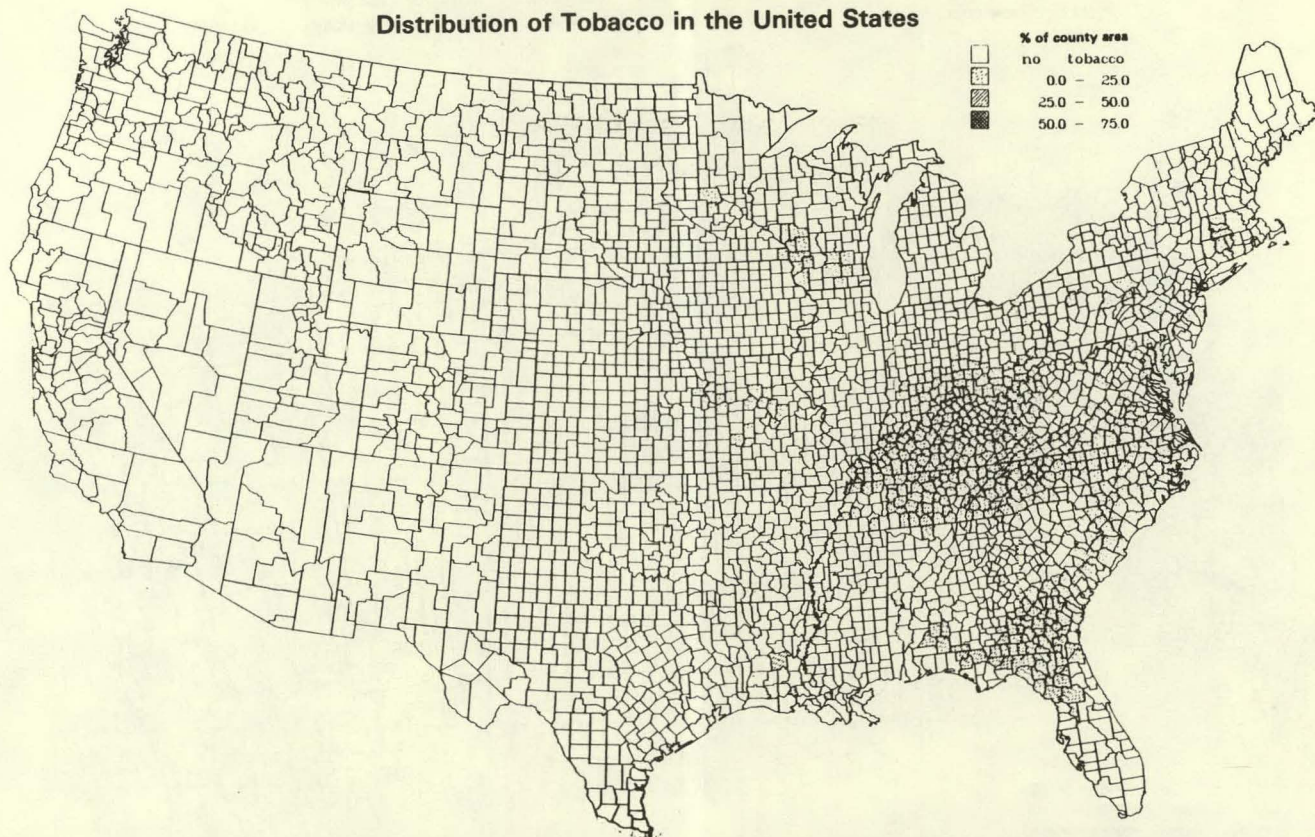 Distribution of Tobacco in the United States
% of county area
no tobacco
0.0 – 25.0
25.0 – 50.0
50.0 – 75.0